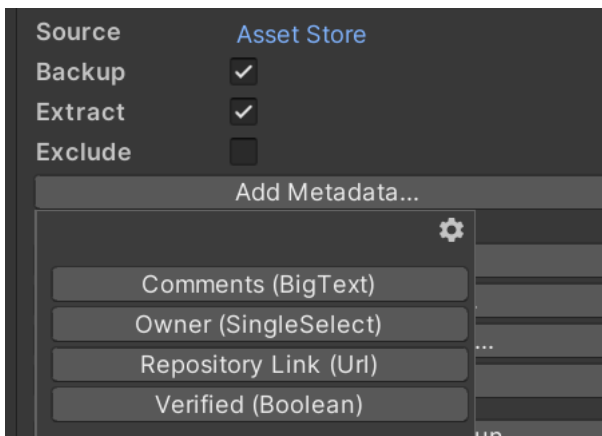 Source Asset Store
Backup
Extract
Exclude
Add Metadata...
Comments (BigText)
Owner (SingleSelect)
...
Repository Link (Url)
Verified (Boolean)